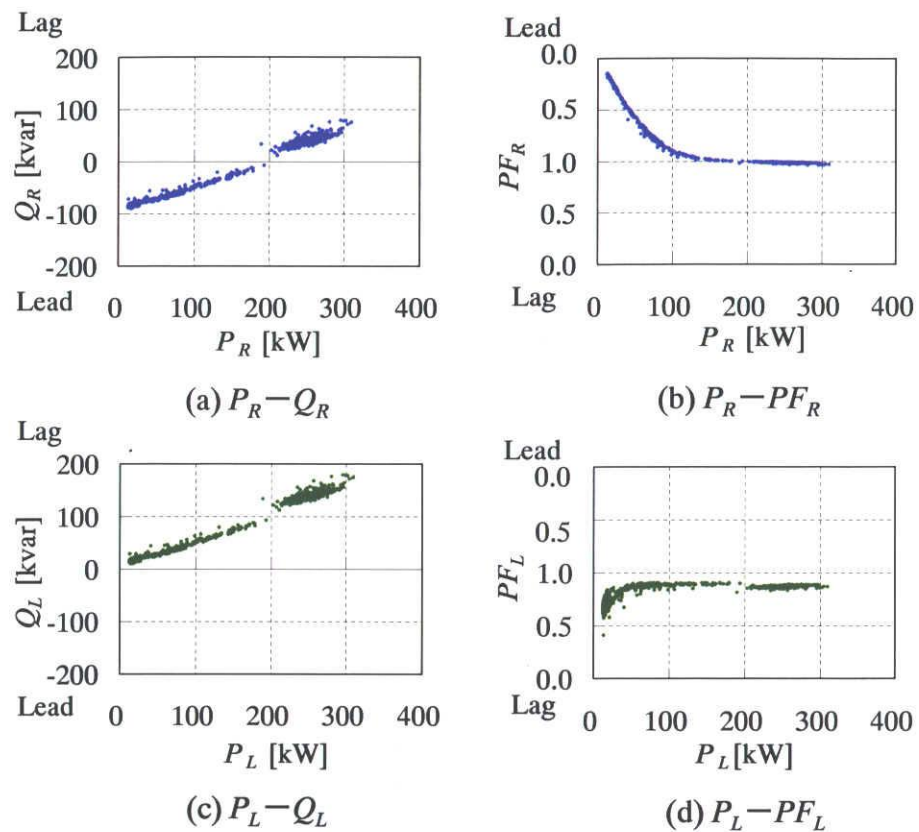 Lag
200
100
0
-100
-200
Q_R [kvar]
Lead
0 100 200 300 400
P_R [kW]
(a) P_R－Q_R
Lead
0.0
0.5
1.0
0.5
0.0
PF_R
Lag
0 100 200 300 400
P_R [kW]
(b) P_R－PF_R
Lag
200
100
0
-100
-200
Q_L [kvar]
Lead
0 100 200 300 400
P_L [kW]
(c) P_L－Q_L
Lead
0.0
0.5
1.0
0.5
0.0
PF_L
Lag
0 100 200 300 400
P_L [kW]
(d) P_L－PF_L